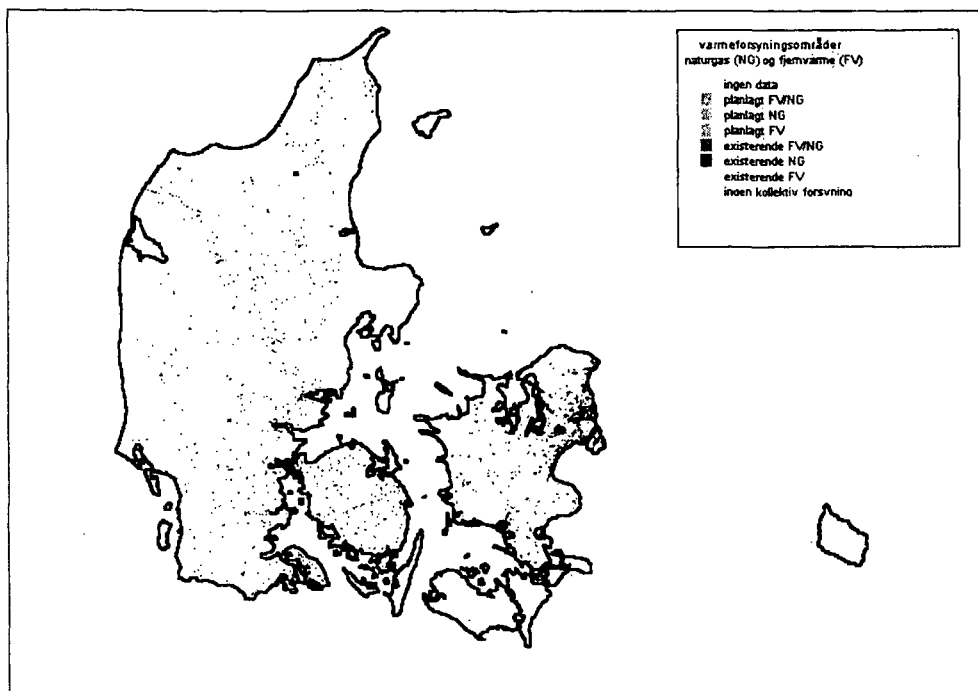 varmeforsyningsområder
naturgas (NG) og fjernvarme (FV)
ingen data
planlagt FV/NG
planlagt NG
planlagt FV
existerende FV/NG
existerende NG
existerende FV
ingen kollektiv forsvning